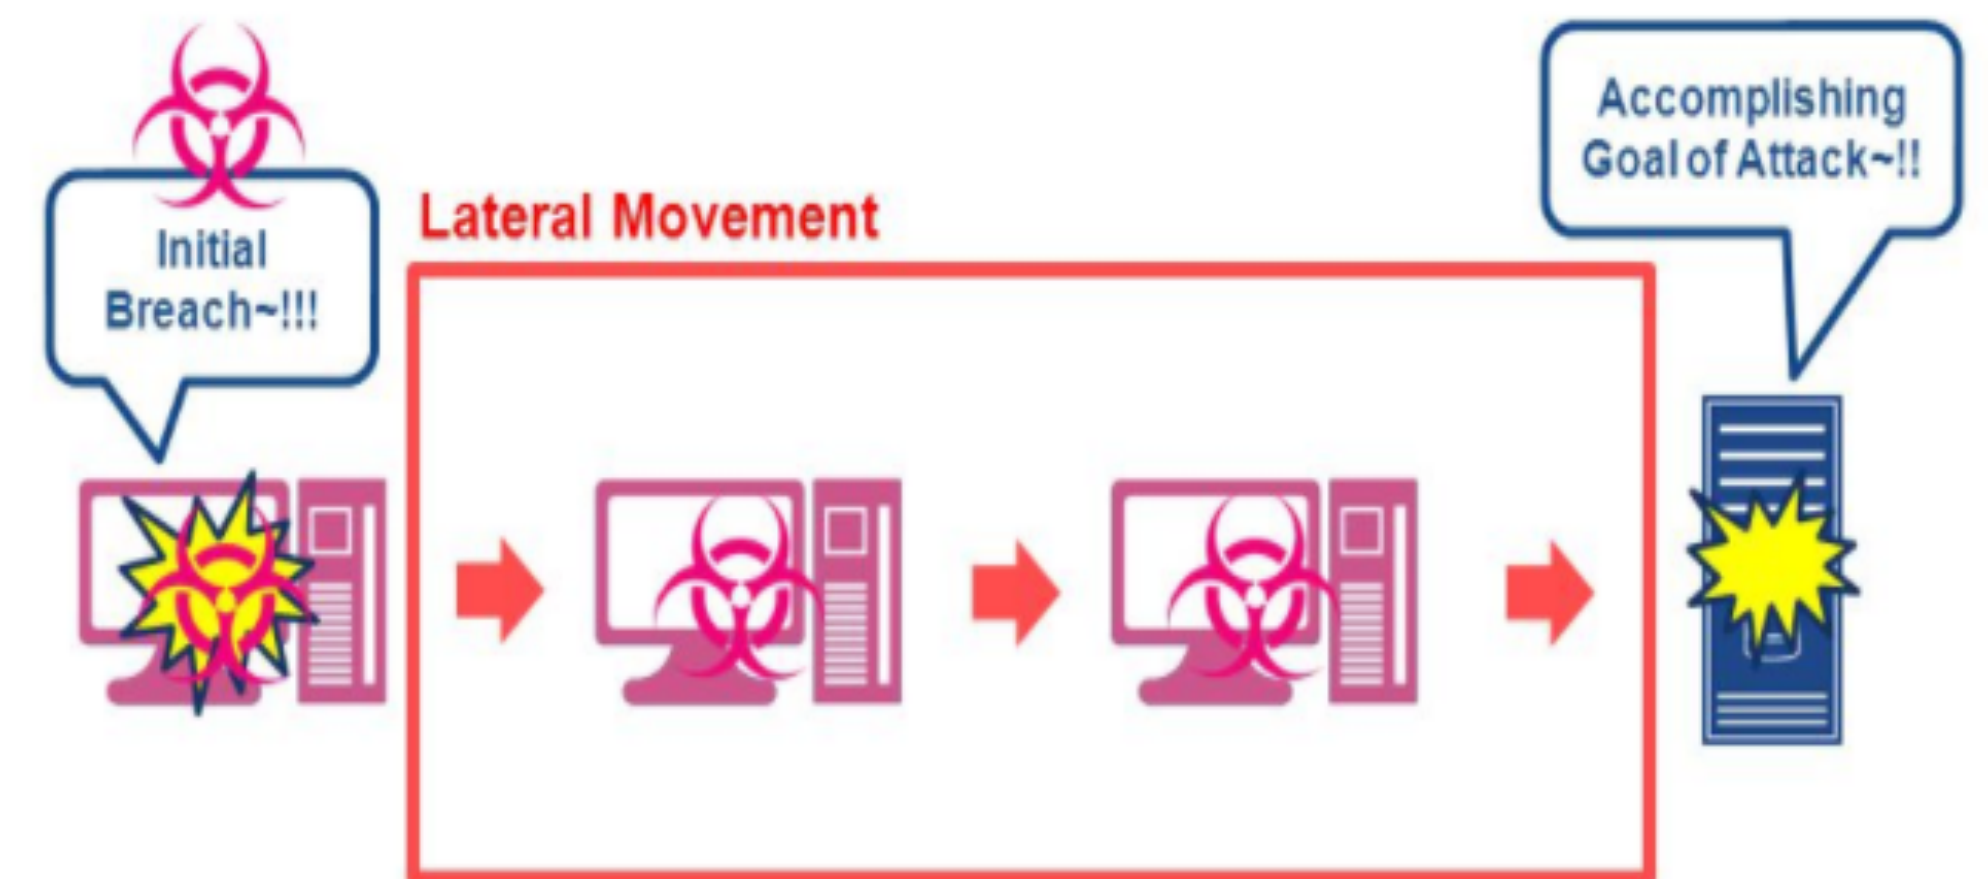 Initial
Breach~!!!
Lateral Movement
Accomplishing
Goal of Attack~!!